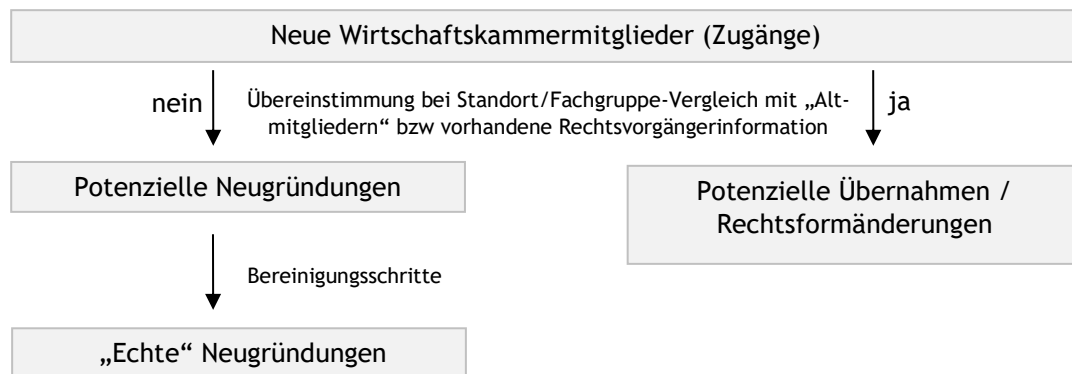 Neue Wirtschaftskammermitglieder (Zugänge)
nein
Übereinstimmung bei Standort/Fachgruppe-Vergleich mit „Alt-
mitgliedern“ bzw vorhandene Rechtsvorgängerinformation
ja
Potenzielle Neugründungen
Potenzielle Übernahmen /
Rechtsformänderungen
Bereinigungsschritte
„Echte“ Neugründungen